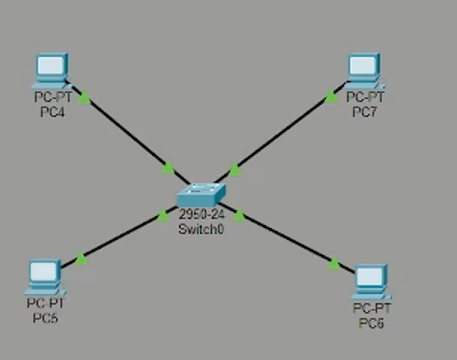 PC-PT
PC4
PC-PT
PC7
2950-24
Switch0
PC-PT
PC5
PC-PT
PC6